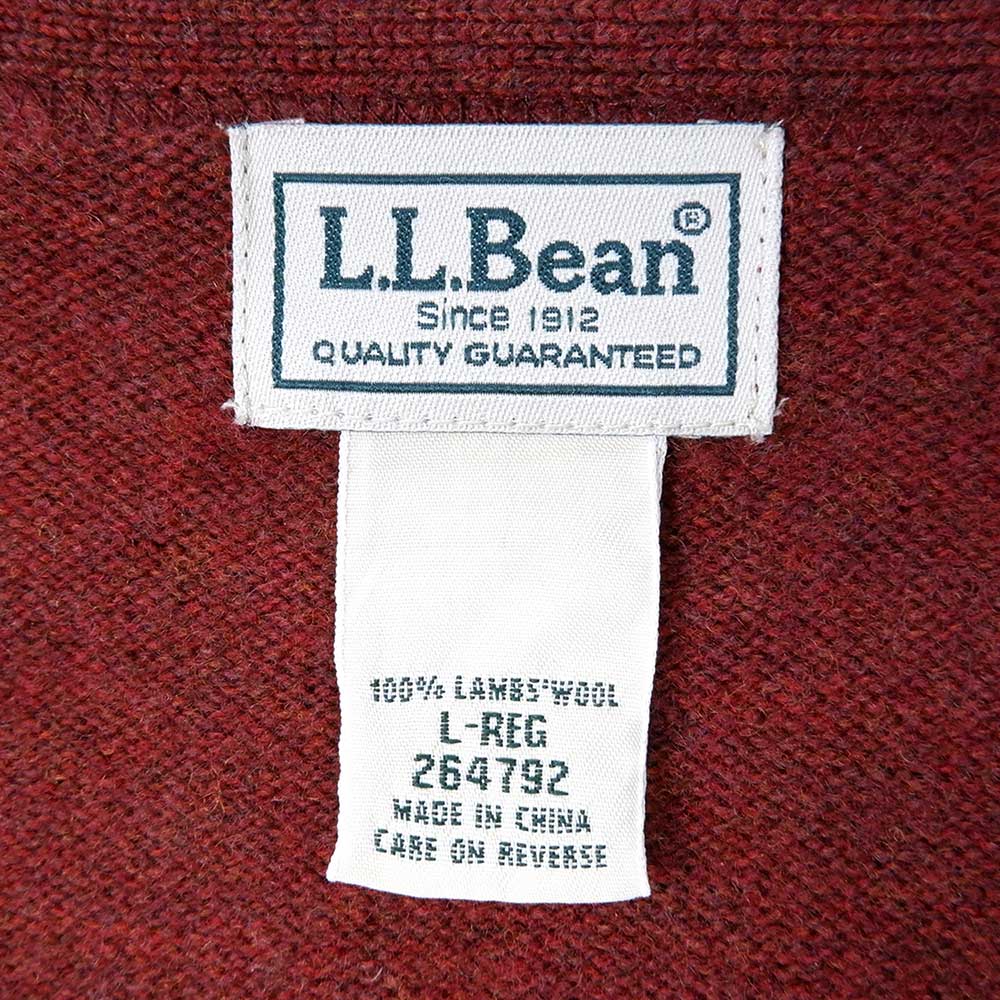 L.L.Bean®
Since 1912
QUALITY GUARANTEED
100% LAMBS'WOOL
L-REG
264792
MADE IN CHINA
CARE ON REVERSE